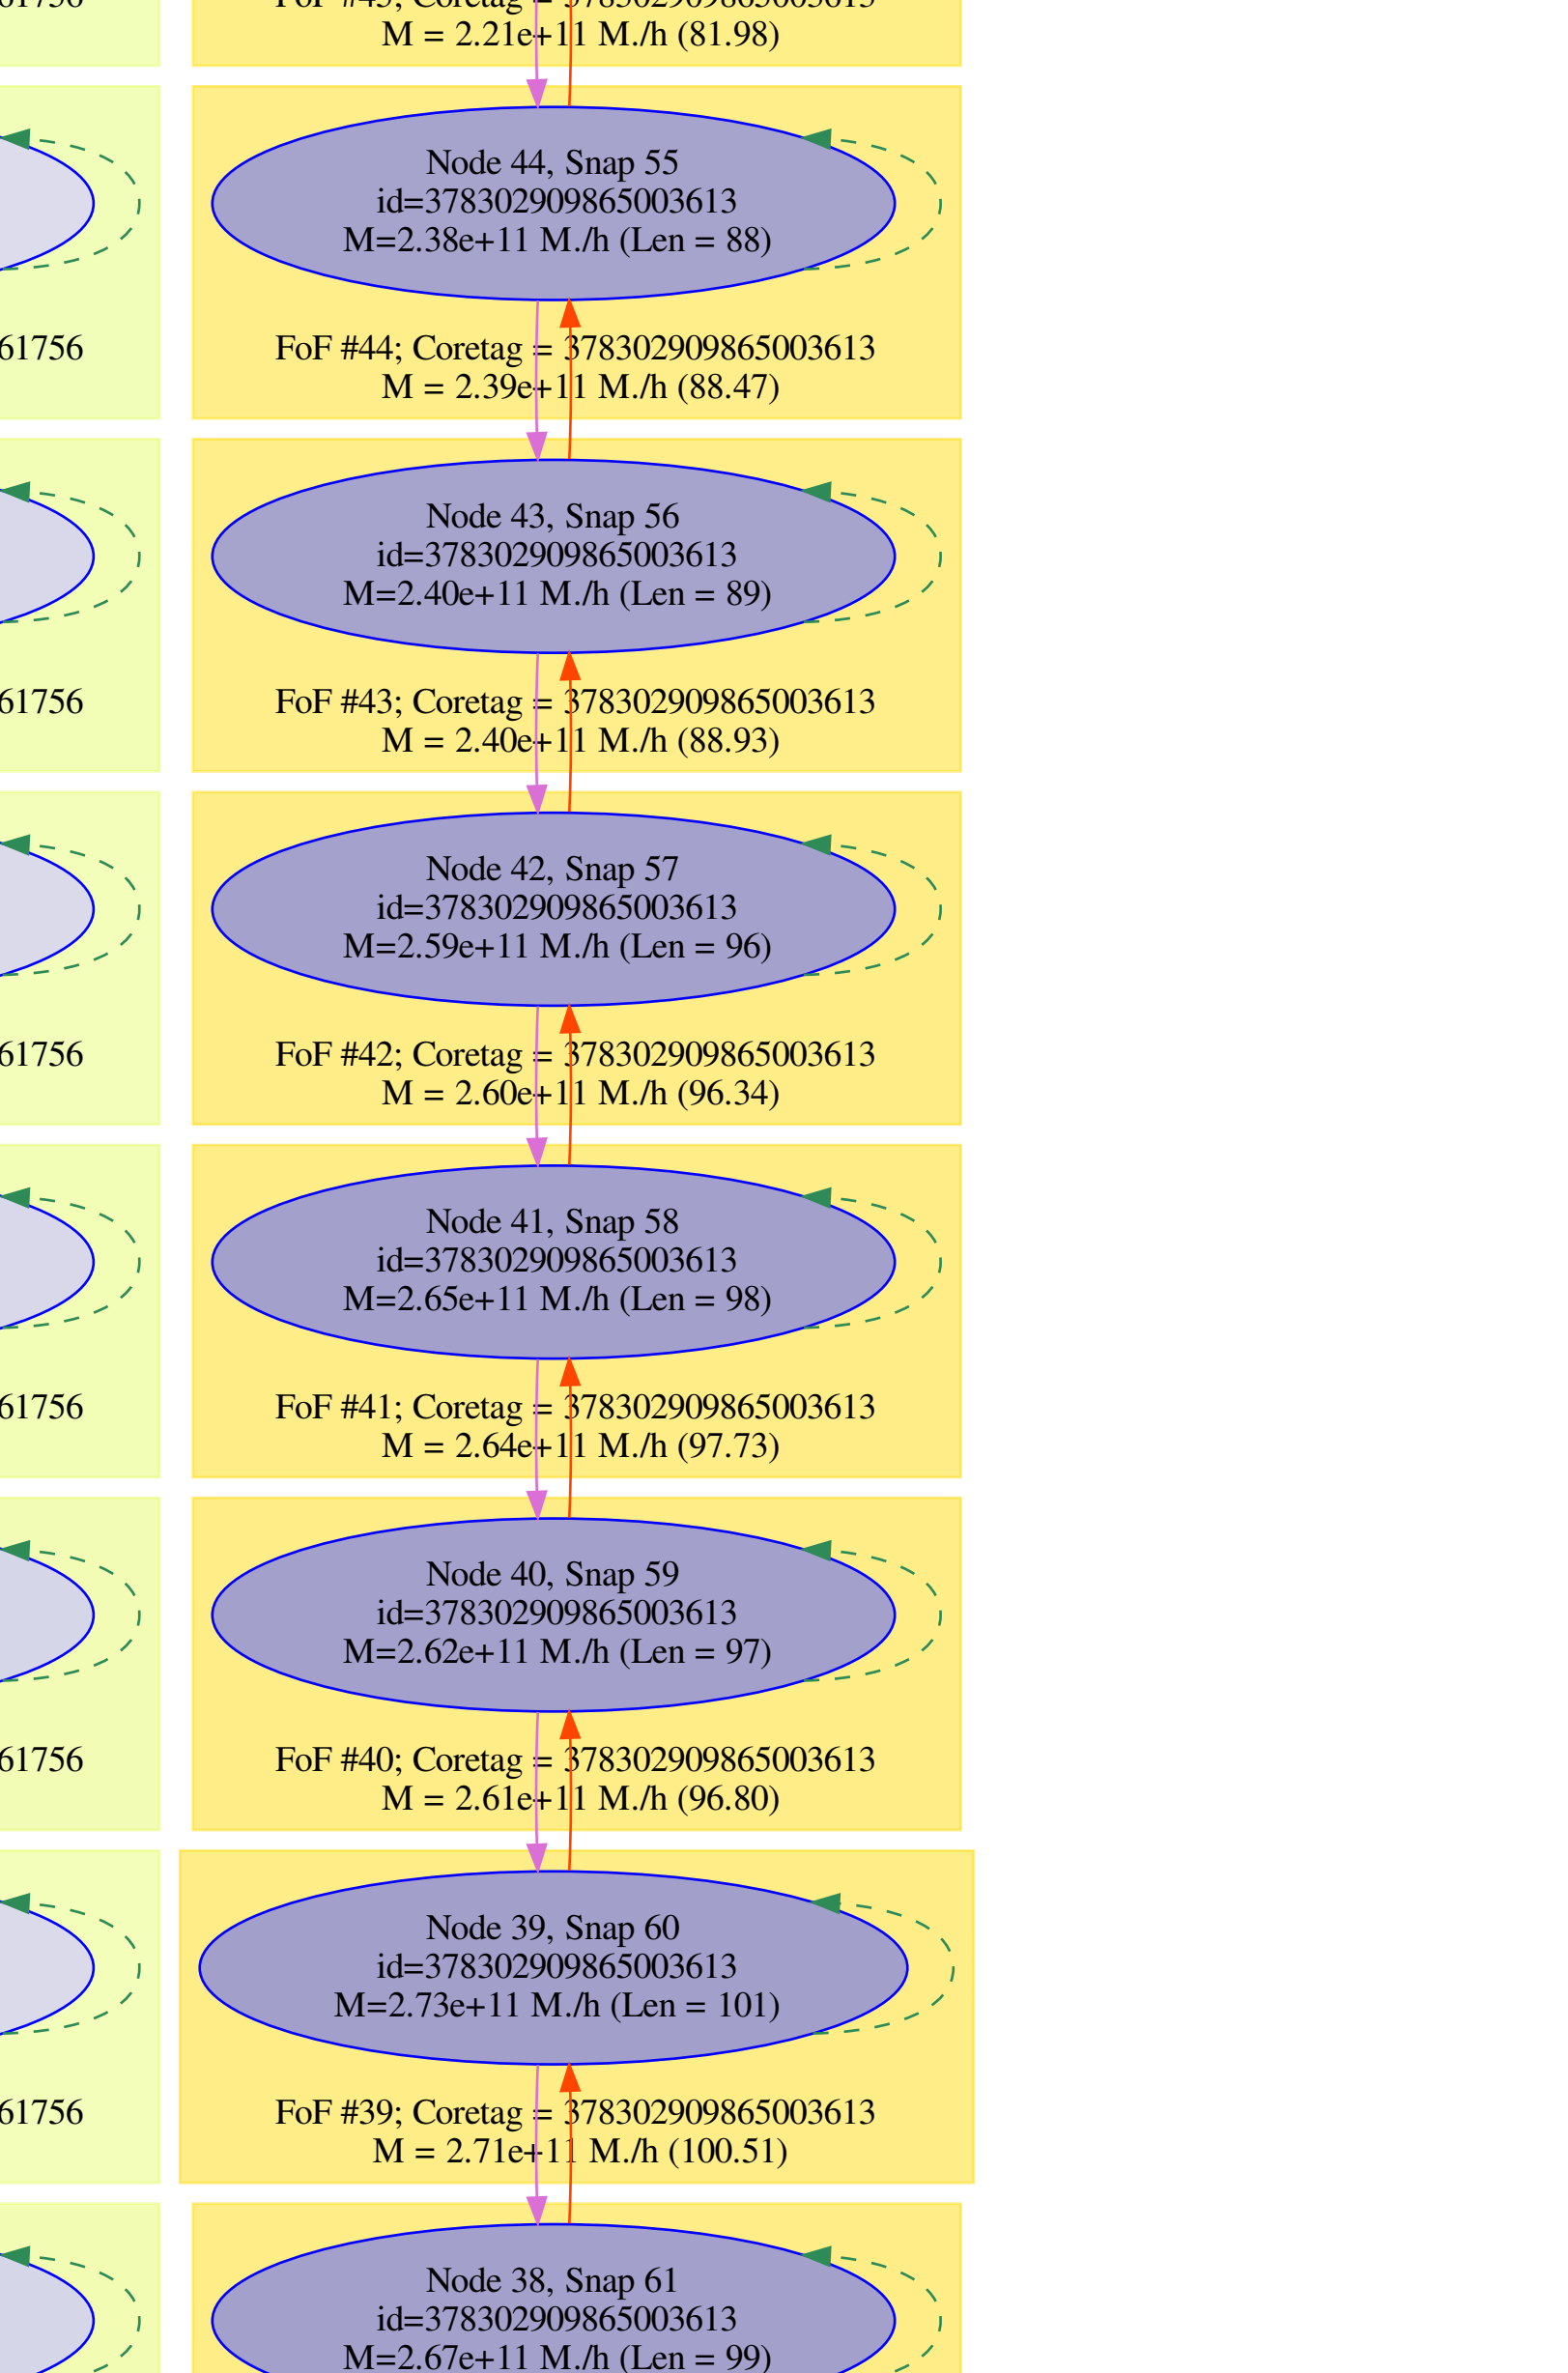 M = 2.21e+11 M./h (81.98)
Node 44, Snap 55
id=378302909865003613
M=2.38e+11 M./h (Len = 88)
61756
FoF #44; Coretag = 378302909865003613
M = 2.39e+11 M./h (88.47)
Node 43, Snap 56
id=378302909865003613
M=2.40e+11 M./h (Len = 89)
61756
FoF #43; Coretag = 378302909865003613
M = 2.40e+11 M./h (88.93)
Node 42, Snap 57
id=378302909865003613
M=2.59e+11 M./h (Len = 96)
61756
FoF #42; Coretag = 378302909865003613
M = 2.60e+11 M./h (96.34)
Node 41, Snap 58
id=378302909865003613
M=2.65e+11 M./h (Len = 98)
61756
FoF #41; Coretag = 378302909865003613
M = 2.64e+11 M./h (97.73)
Node 40, Snap 59
id=378302909865003613
M=2.62e+11 M./h (Len = 97)
61756
FoF #40; Coretag = 378302909865003613
M = 2.61e+11 M./h (96.80)
Node 39, Snap 60
id=378302909865003613
M=2.73e+11 M./h (Len = 101)
61756
FoF #39; Coretag = 378302909865003613
M = 2.71e+11 M./h (100.51)
Node 38, Snap 61
id=378302909865003613
M=2.67e+11 M./h (Len = 99)